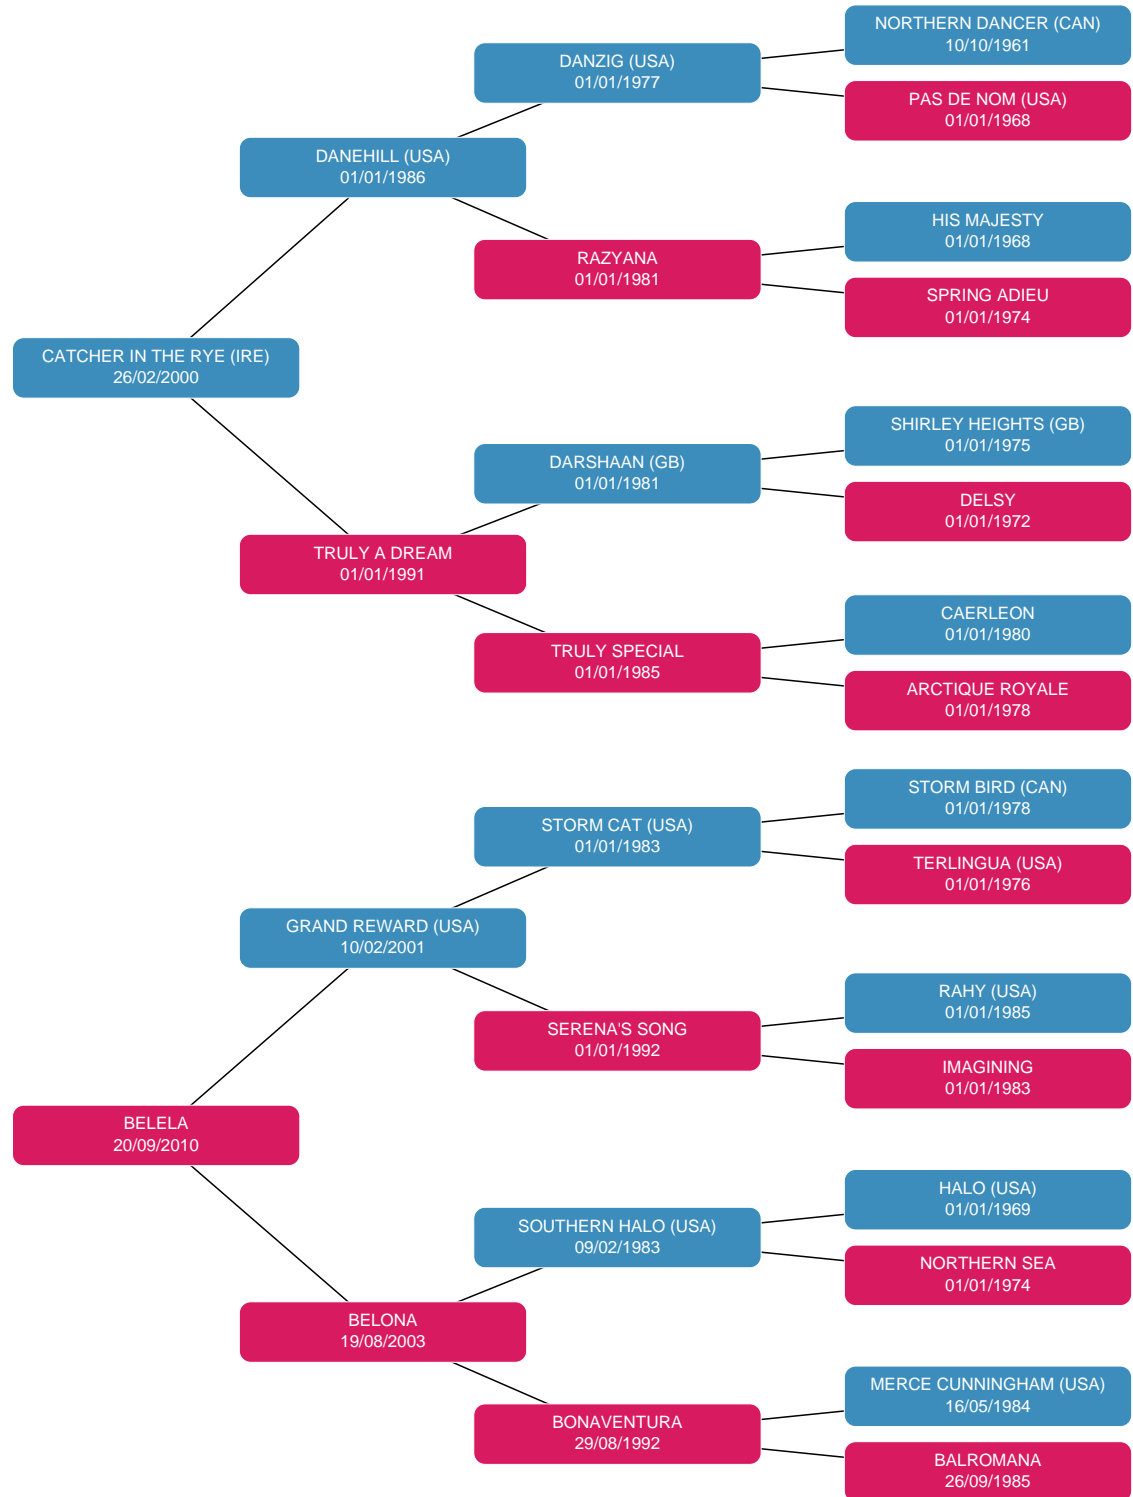 NORTHERN DANCER (CAN)
10/10/1961
DANZIG (USA)
01/01/1977
PAS DE NOM (USA)
01/01/1968
DANEHILL (USA)
01/01/1986
HIS MAJESTY
01/01/1968
RAZYANA
01/01/1981
SPRING ADIEU
01/01/1974
CATCHER IN THE RYE (IRE)
26/02/2000
SHIRLEY HEIGHTS (GB)
01/01/1975
DARSHAAN (GB)
01/01/1981
DELSY
01/01/1972
TRULY A DREAM
01/01/1991
CAERLEON
01/01/1980
TRULY SPECIAL
01/01/1985
ARCTIQUE ROYALE
01/01/1978
STORM BIRD (CAN)
01/01/1978
STORM CAT (USA)
01/01/1983
TERLINGUA (USA)
01/01/1976
GRAND REWARD (USA)
10/02/2001
RAHY (USA)
01/01/1985
SERENA'S SONG
01/01/1992
IMAGINING
01/01/1983
BELELA
20/09/2010
HALO (USA)
01/01/1969
SOUTHERN HALO (USA)
09/02/1983
NORTHERN SEA
01/01/1974
BELONA
19/08/2003
MERCE CUNNINGHAM (USA)
16/05/1984
BONAVENTURA
29/08/1992
BALROMANA
26/09/1985